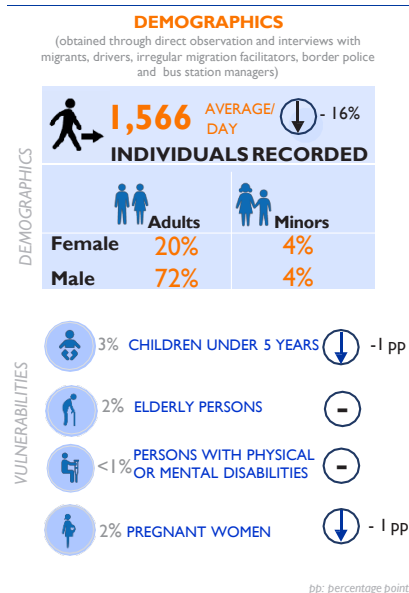 DEMOGRAPHICS
(obtained through direct observation and interviews with
migrants, drivers, irregular migration facilitators, border police
and bus station managers)
DEMOGRAPHICS
1,566 AVERAGE/ DAY - 16%
INDIVIDUALS RECORDED
Adults Minors
Female 20% 4%
Male 72% 4%
VULNERABILITIES
3% CHILDREN UNDER 5 YEARS -1 pp
2% ELDERLY PERSONS -
<1% PERSONS WITH PHYSICAL
OR MENTAL DISABILITIES -
2% PREGNANT WOMEN - 1 pp
pp: percentage point